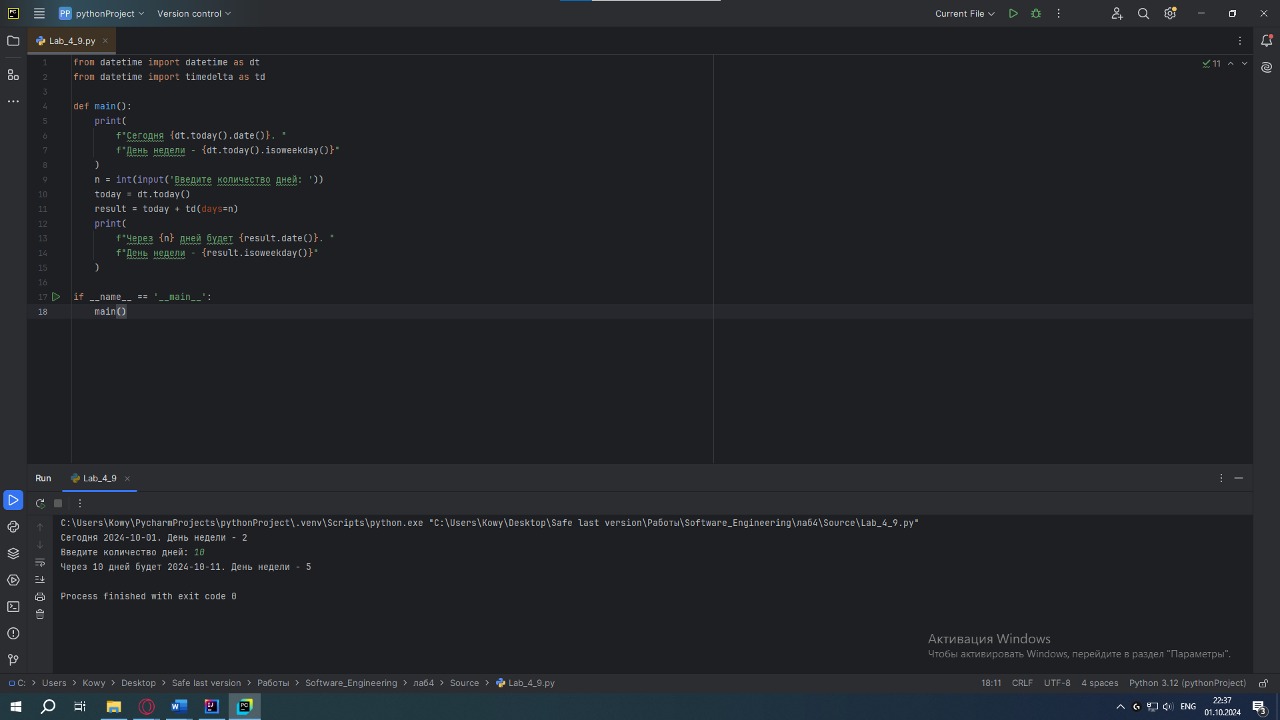 PP pythonProject Version control Current File
Lab_4_9.py
11
1 from datetime import datetime as dt
2 from datetime import timedelta as td
3
4 def main():
5 print(
6 f"Сегодня {dt.today().date()}. "
7 f"День недели - {dt.today().isoweekday()}"
8 )
9 n = int(input('Введите количество дней: '))
10 today = dt.today()
11 result = today + td(days=n)
12 print(
13 f"Через {n} дней будет {result.date()}. "
14 f"День недели - {result.isoweekday()}"
15 )
16
17 if __name__ == '__main__':
18 main()
Run Lab_4_9
C:\Users\Kowy\PycharmProjects\pythonProject\.venv\Scripts\python.exe "C:\Users\Kowy\Desktop\Safe last version\Работы\Software_Engineering\лаб4\Source\Lab_4_9.py"
Сегодня 2024-10-01. День недели - 2
Введите количество дней: 10
Через 10 дней будет 2024-10-11. День недели - 5
Process finished with exit code 0
Активация Windows
Чтобы активировать Windows, перейдите в раздел "Параметры".
C: Users Kowy Desktop Safe last version Работы Software_Engineering лаб4 Source Lab_4_9.py 18:11 CRLF UTF-8 4 spaces Python 3.12 (pythonProject)
ENG
22:37
01.10.2024
3